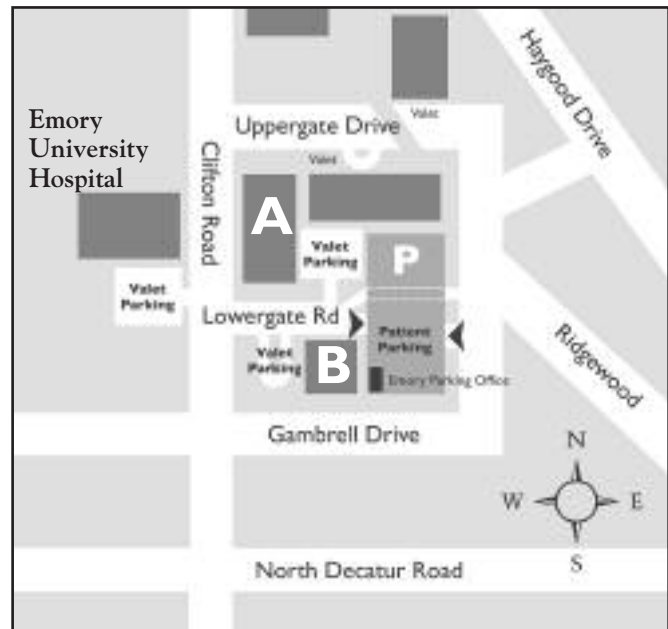 Haygood Drive
Valet
Uppergate Drive
Emory
University
Hospital
Clifton Road
Valet
A
Valet
Parking
P
Valet
Parking
Lowergate Rd
Patient
Parking
Ridgewood
Valet
Parking
B
Emory Parking Office
Gambrell Drive
N
W
E
S
North Decatur Road